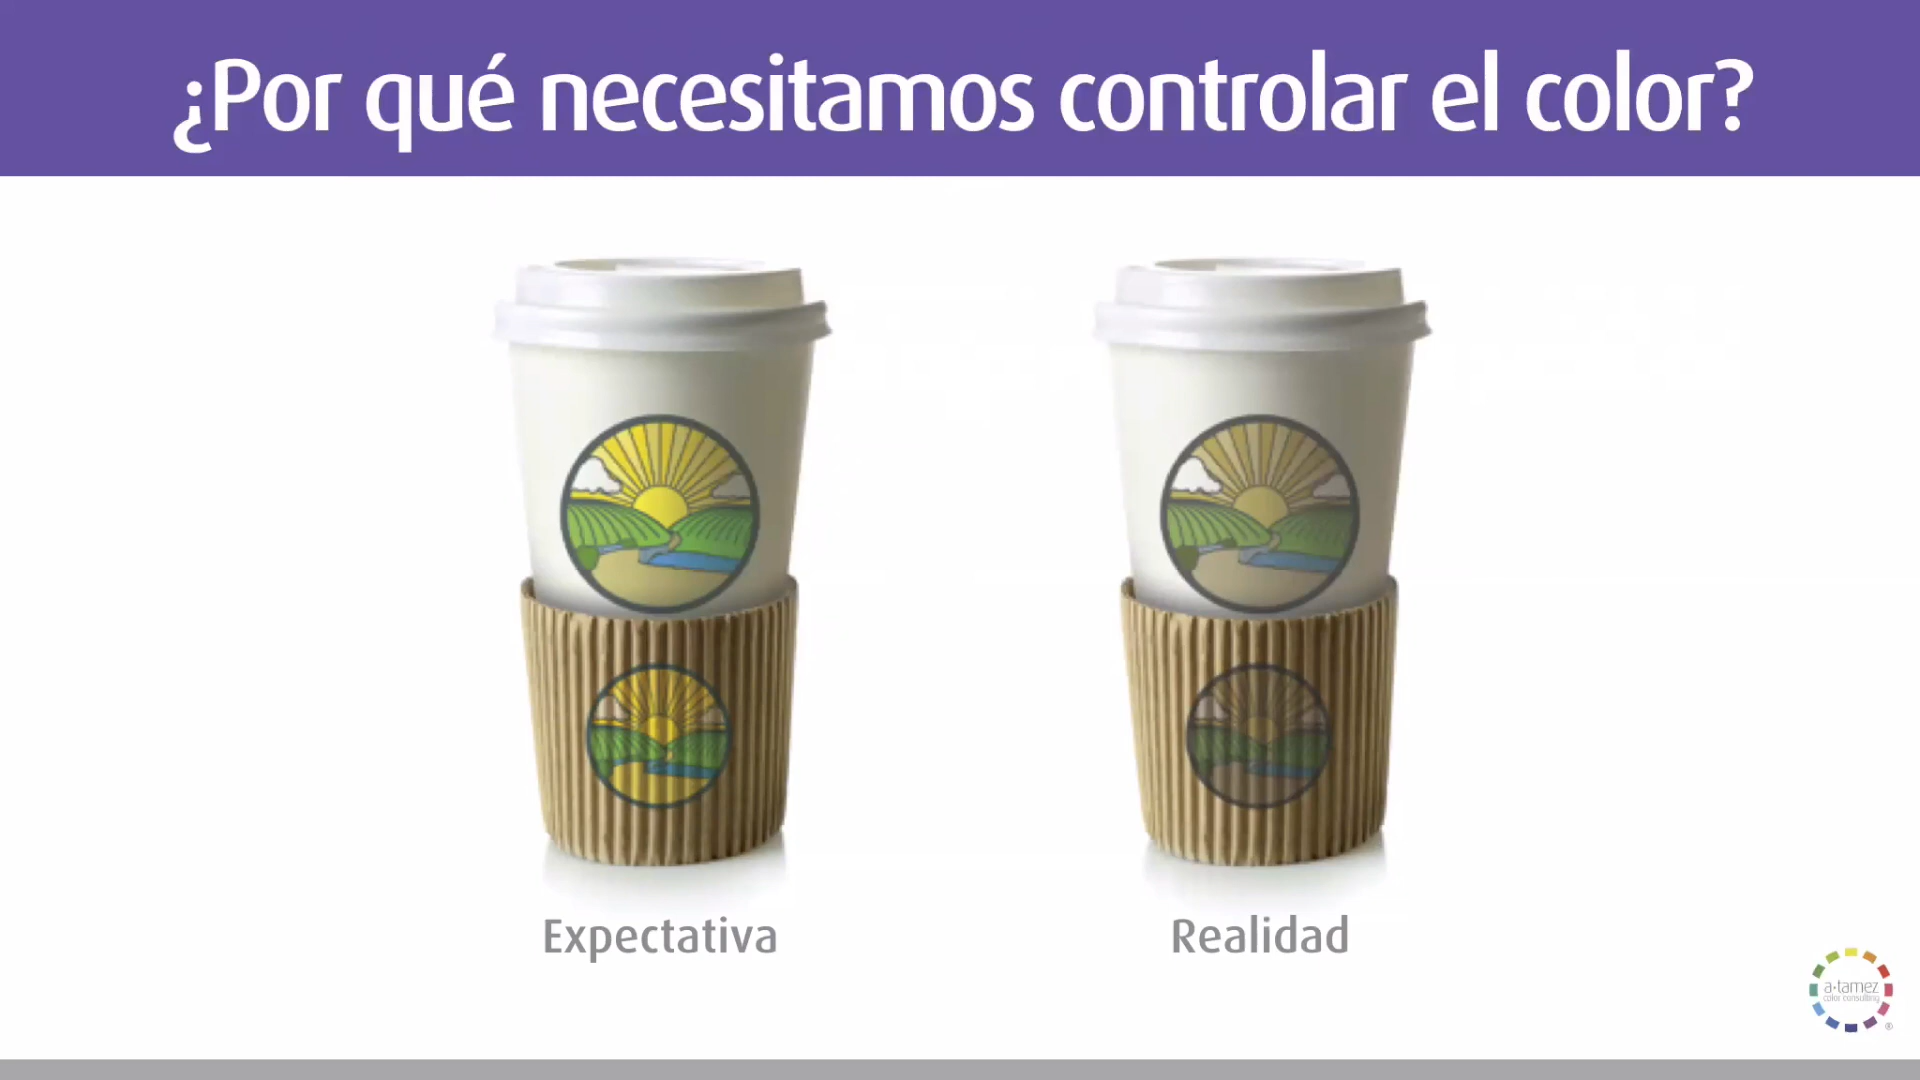 ¿Por qué necesitamos controlar el color?
Expectativa
Realidad
a•tamez
color consulting
®